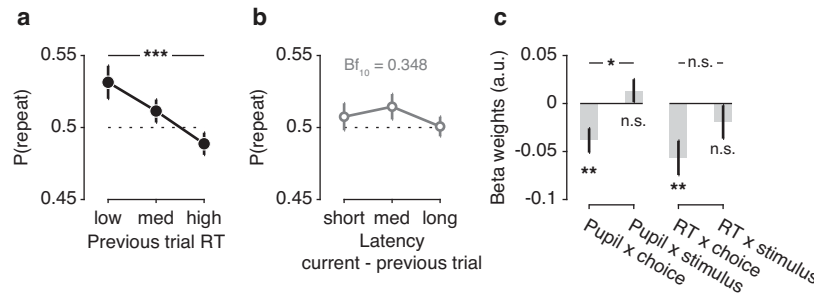 a
0.55
***
P(repeat)
0.5
0.45
low med high
Previous trial RT
b
0.55
Bf10 = 0.348
P(repeat)
0.5
0.45
short med long
Latency
current - previous trial
c
0.05
* n.s.
Beta weights (a.u.)
0
n.s.
n.s.
-0.05
** **
-0.1
Pupil x choice
Pupil x stimulus
RT x choice
RT x stimulus